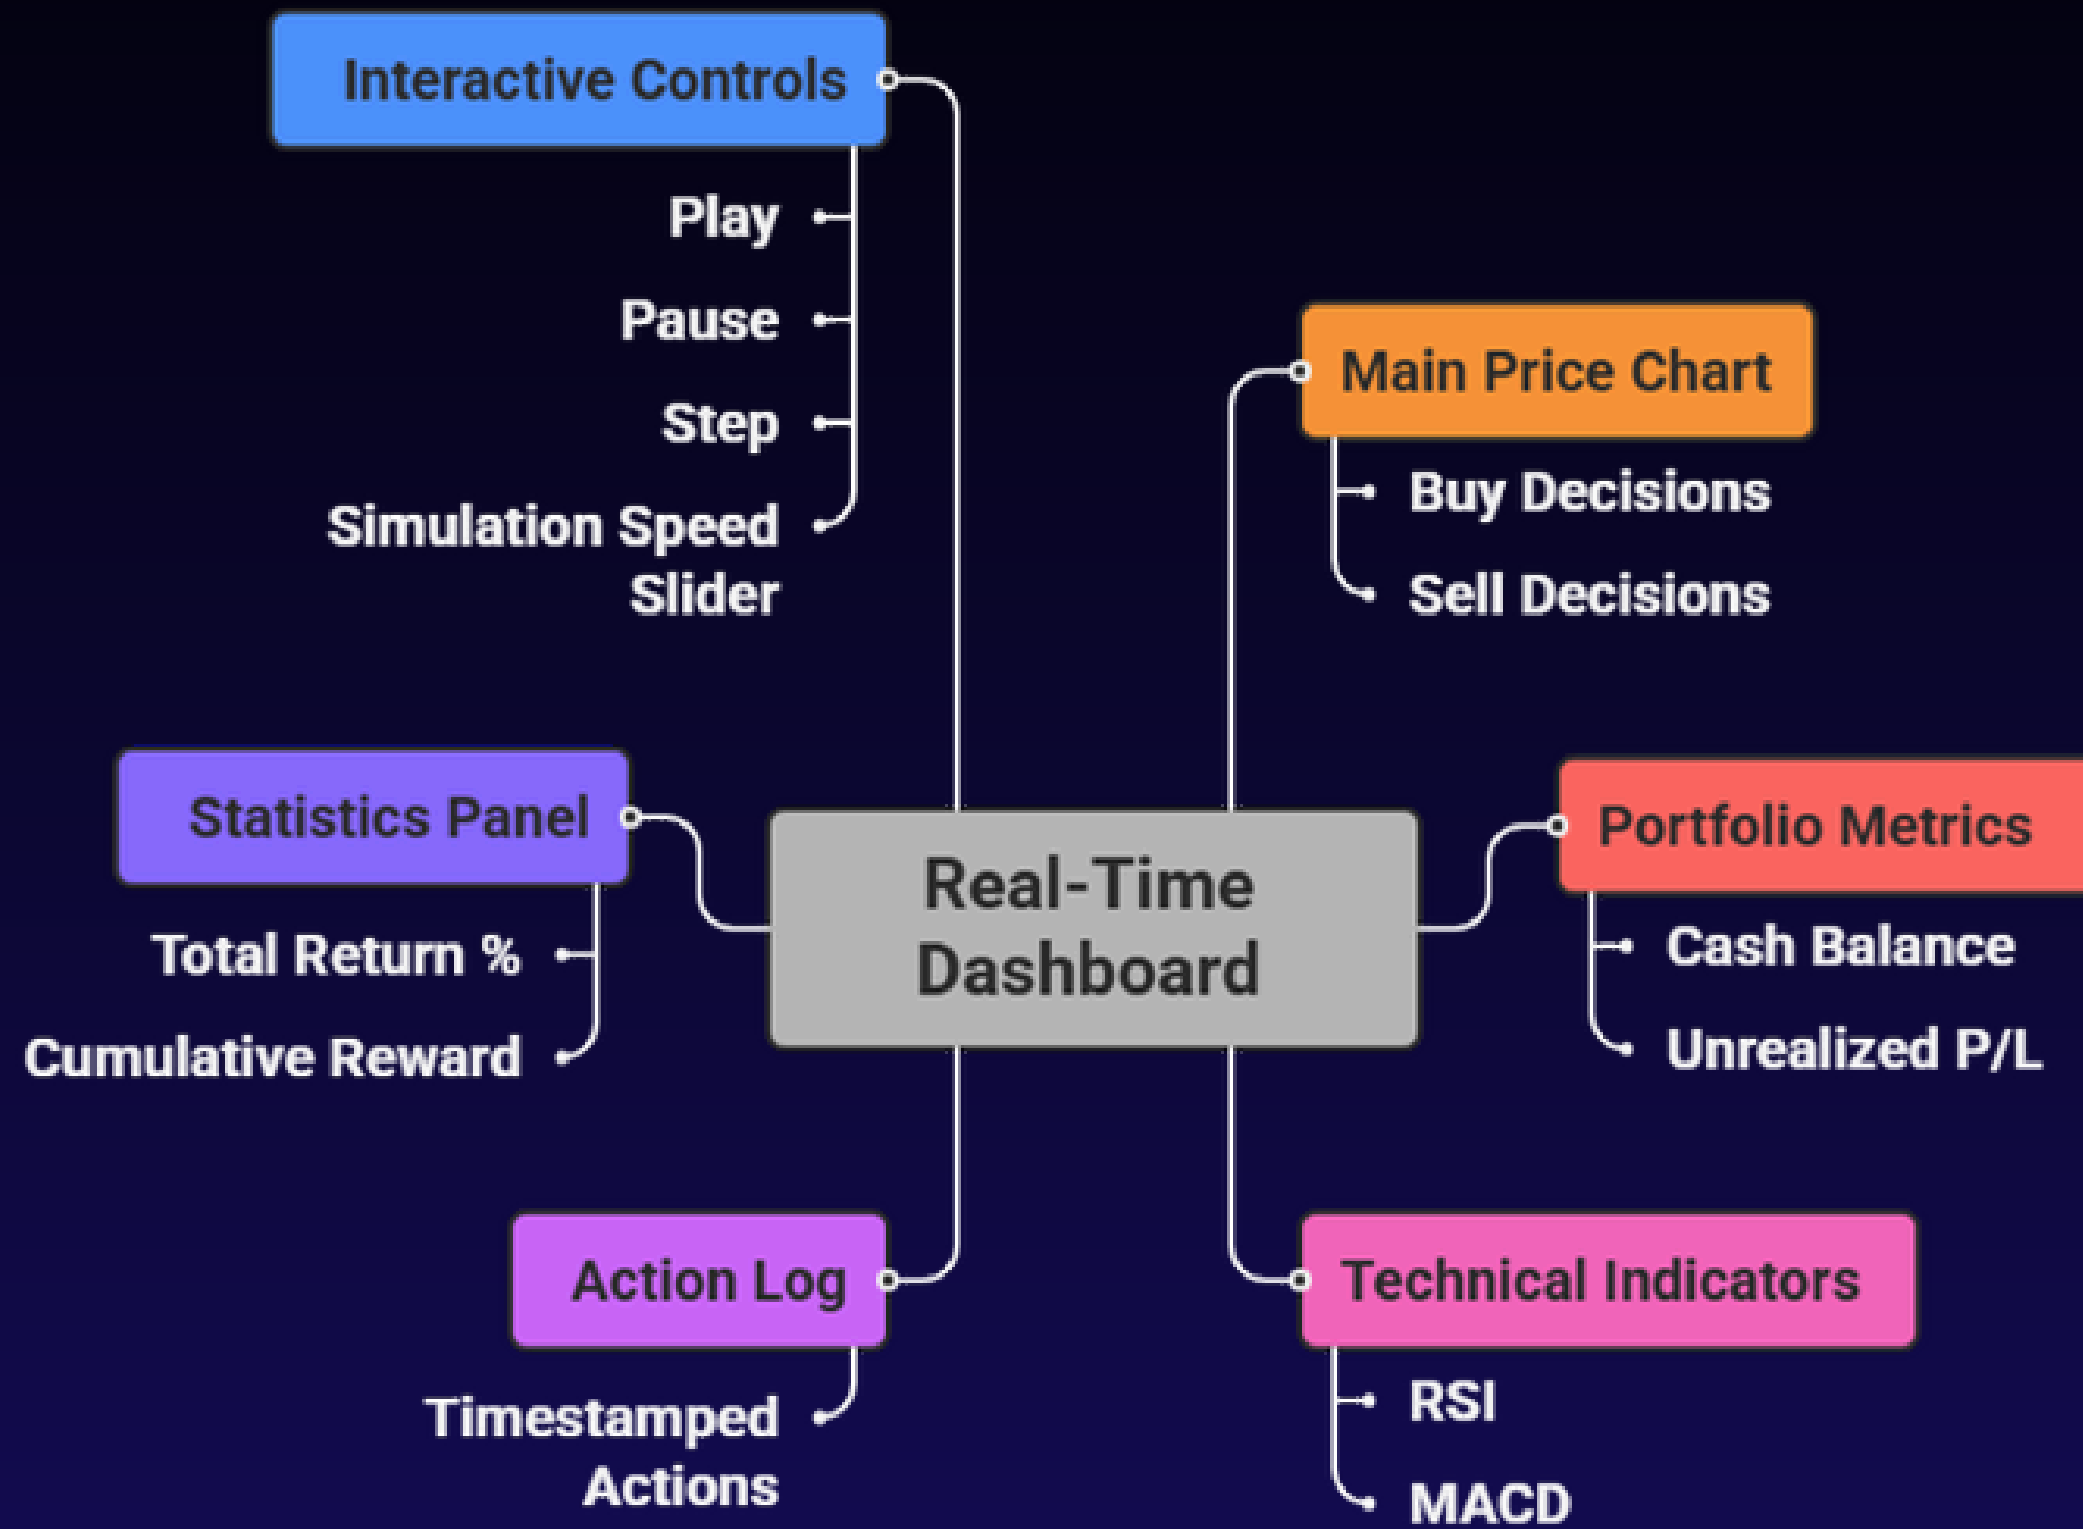 Interactive Controls
Play
Pause
Step
Simulation Speed
Slider
Main Price Chart
Buy Decisions
Sell Decisions
Statistics Panel
Total Return %
Cumulative Reward
Real-Time
Dashboard
Portfolio Metrics
Cash Balance
Unrealized P/L
Action Log
Timestamped
Actions
Technical Indicators
RSI
MACD